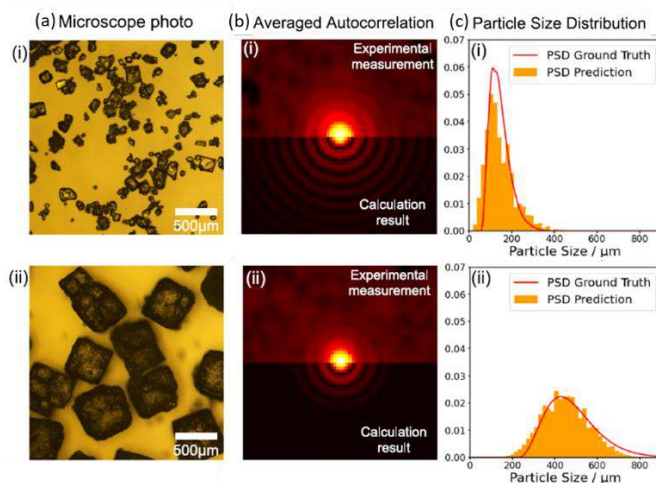 (a) Microscope photo
(b) Averaged Autocorrelation
(c) Particle Size Distribution
(i)
500μm
(i)
Experimental
measurement
Calculation
result
(i)
PSD Ground Truth
PSD Prediction
0.07
0.06
0.05
0.04
0.03
0.02
0.01
0.00
0 200 400 600 800
Particle Size / μm
(ii)
500μm
(ii)
Experimental
measurement
Calculation
result
(ii)
PSD Ground Truth
PSD Prediction
0.07
0.06
0.05
0.04
0.03
0.02
0.01
0.00
0 200 400 600 800
Particle Size / μm